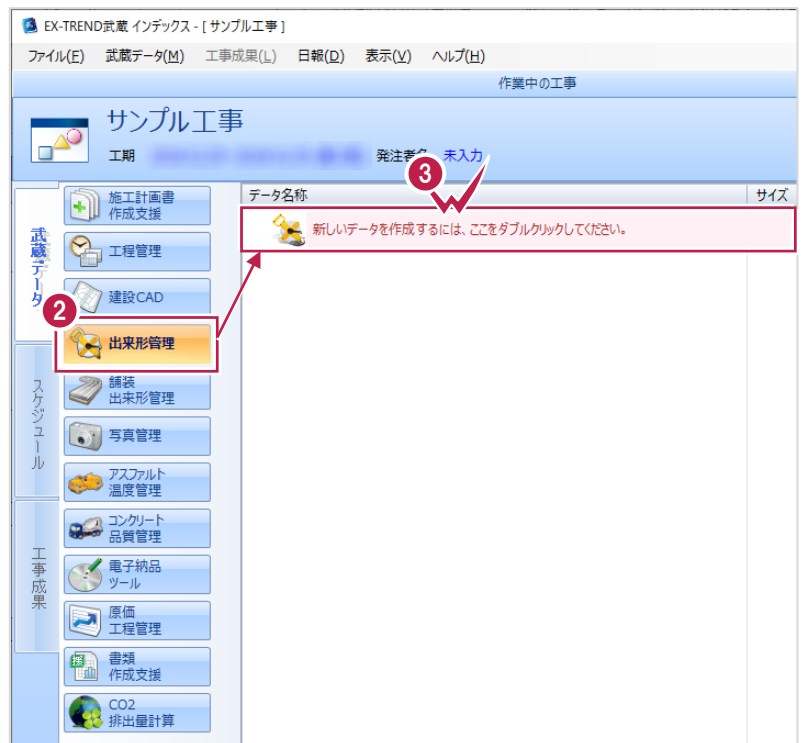 EX-TREND武蔵 インデックス - [ サンプル工事 ]
ファイル(F) 武蔵データ(M) 工事成果(L) 日報(D) 表示(V) ヘルプ(H)
作業中の工事
サンプル工事
工期 発注者名 未入力
3
データ名称 サイズ
新しいデータを作成するには、ここをダブルクリックしてください。
武蔵データ
スケジュール
工事成果
施工計画書
作成支援
工程管理
建設CAD
2
出来形管理
舗装
出来形管理
写真管理
アスファルト
温度管理
コンクリート
品質管理
電子納品
ツール
原価
工程管理
書類
作成支援
CO2
排出量計算